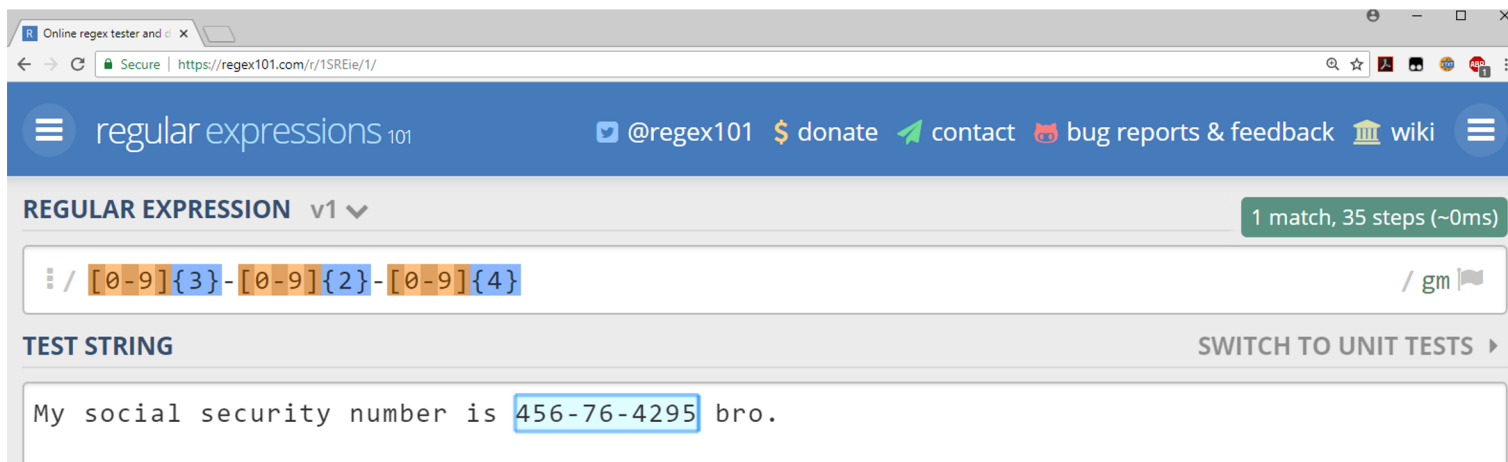 R Online regex tester and d
Secure | https://regex101.com/r/1SREie/1/
ABP 1
regular expressions 101 @regex101 $ donate contact bug reports & feedback wiki
REGULAR EXPRESSION v1
1 match, 35 steps (~0ms)
/ [0-9]{3}-[0-9]{2}-[0-9]{4} / gm
TEST STRING SWITCH TO UNIT TESTS
My social security number is 456-76-4295 bro.